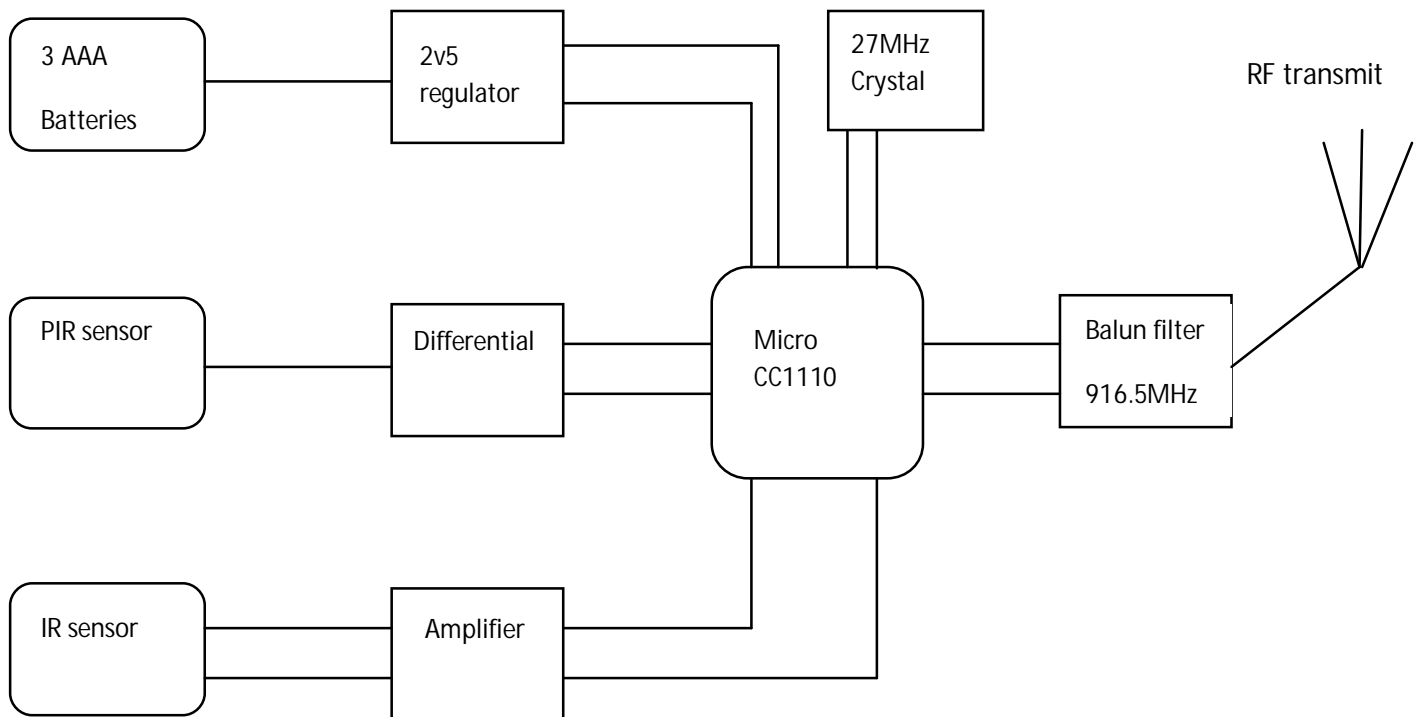 3 AAA
Batteries
2v5
regulator
27MHz
Crystal
RF transmit
PIR sensor
Differential
Micro
CC1110
Balun filter
916.5MHz
IR sensor
Amplifier